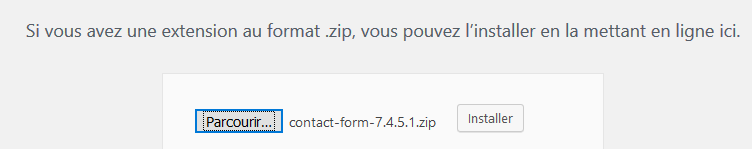 Si vous avez une extension au format .zip, vous pouvez l’installer en la mettant en ligne ici.
Parcourir... contact-form-7.4.5.1.zip Installer